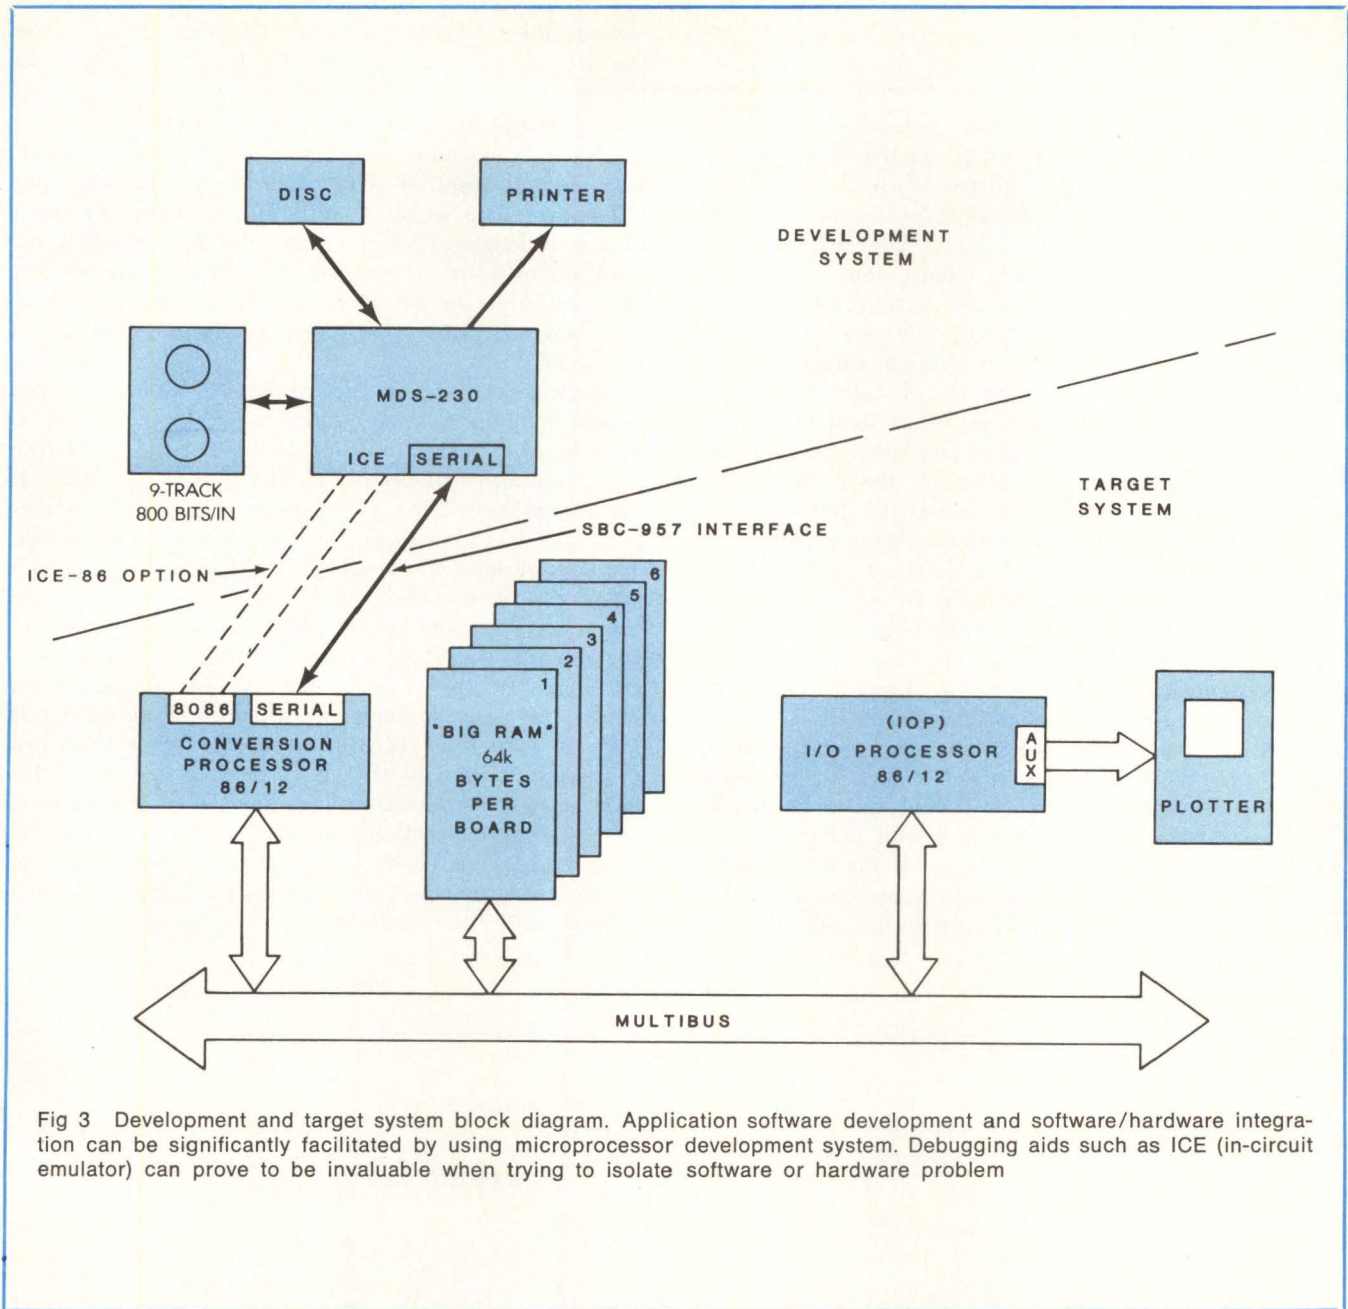 DISC
PRINTER
DEVELOPMENT
SYSTEM
MDS-230
ICE
SERIAL
9-TRACK
800 BITS/IN
TARGET
SYSTEM
SBC-957 INTERFACE
ICE-86 OPTION
6
5
4
3
2
1
8086
SERIAL
CONVERSION
PROCESSOR
86/12
"BIG RAM"
64k
BYTES
PER
BOARD
(IOP)
I/O PROCESSOR
86/12
AUX
PLOTTER
MULTIBUS
Fig 3 Development and target system block diagram. Application software development and software/hardware integra-
tion can be significantly facilitated by using microprocessor development system. Debugging aids such as ICE (in-circuit
emulator) can prove to be invaluable when trying to isolate software or hardware problem